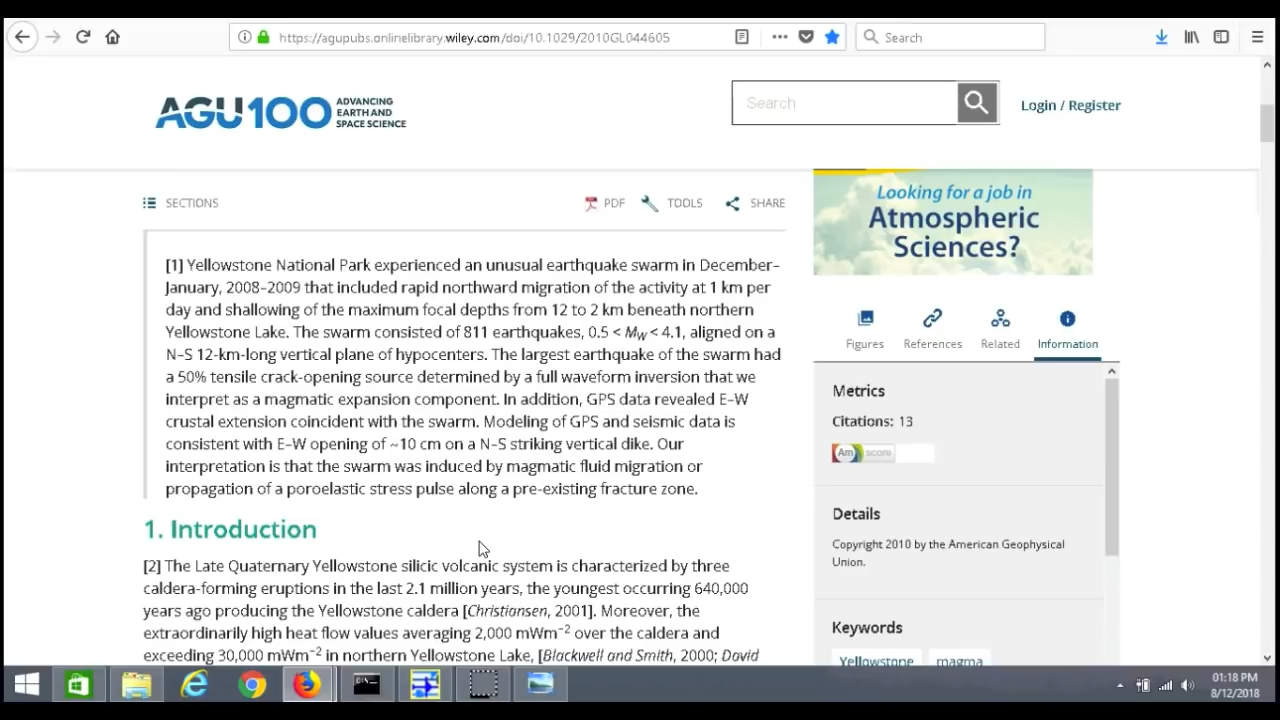 https://agupubs.onlinelibrary.wiley.com/doi/10.1029/2010GL044605
Search
AGU100 ADVANCING EARTH AND SPACE SCIENCE
Search
Login / Register
SECTIONS
PDF TOOLS SHARE
[1] Yellowstone National Park experienced an unusual earthquake swarm in December–
January, 2008–2009 that included rapid northward migration of the activity at 1 km per
day and shallowing of the maximum focal depths from 12 to 2 km beneath northern
Yellowstone Lake. The swarm consisted of 811 earthquakes, 0.5 < MW < 4.1, aligned on a
N–S 12-km-long vertical plane of hypocenters. The largest earthquake of the swarm had
a 50% tensile crack-opening source determined by a full waveform inversion that we
interpret as a magmatic expansion component. In addition, GPS data revealed E–W
crustal extension coincident with the swarm. Modeling of GPS and seismic data is
consistent with E–W opening of ~10 cm on a N–S striking vertical dike. Our
interpretation is that the swarm was induced by magmatic fluid migration or
propagation of a poroelastic stress pulse along a pre-existing fracture zone.
1. Introduction
[2] The Late Quaternary Yellowstone silicic volcanic system is characterized by three
caldera-forming eruptions in the last 2.1 million years, the youngest occurring 640,000
years ago producing the Yellowstone caldera [Christiansen, 2001]. Moreover, the
extraordinarily high heat flow values averaging 2,000 mWm−2 over the caldera and
exceeding 30,000 mWm−2 in northern Yellowstone Lake, [Blackwell and Smith, 2000; David
Looking for a job in
Atmospheric
Sciences?
Figures References Related Information
Metrics
Citations: 13
Am score
Details
Copyright 2010 by the American Geophysical
Union.
Keywords
Yellowstone magma
01:18 PM
8/12/2018